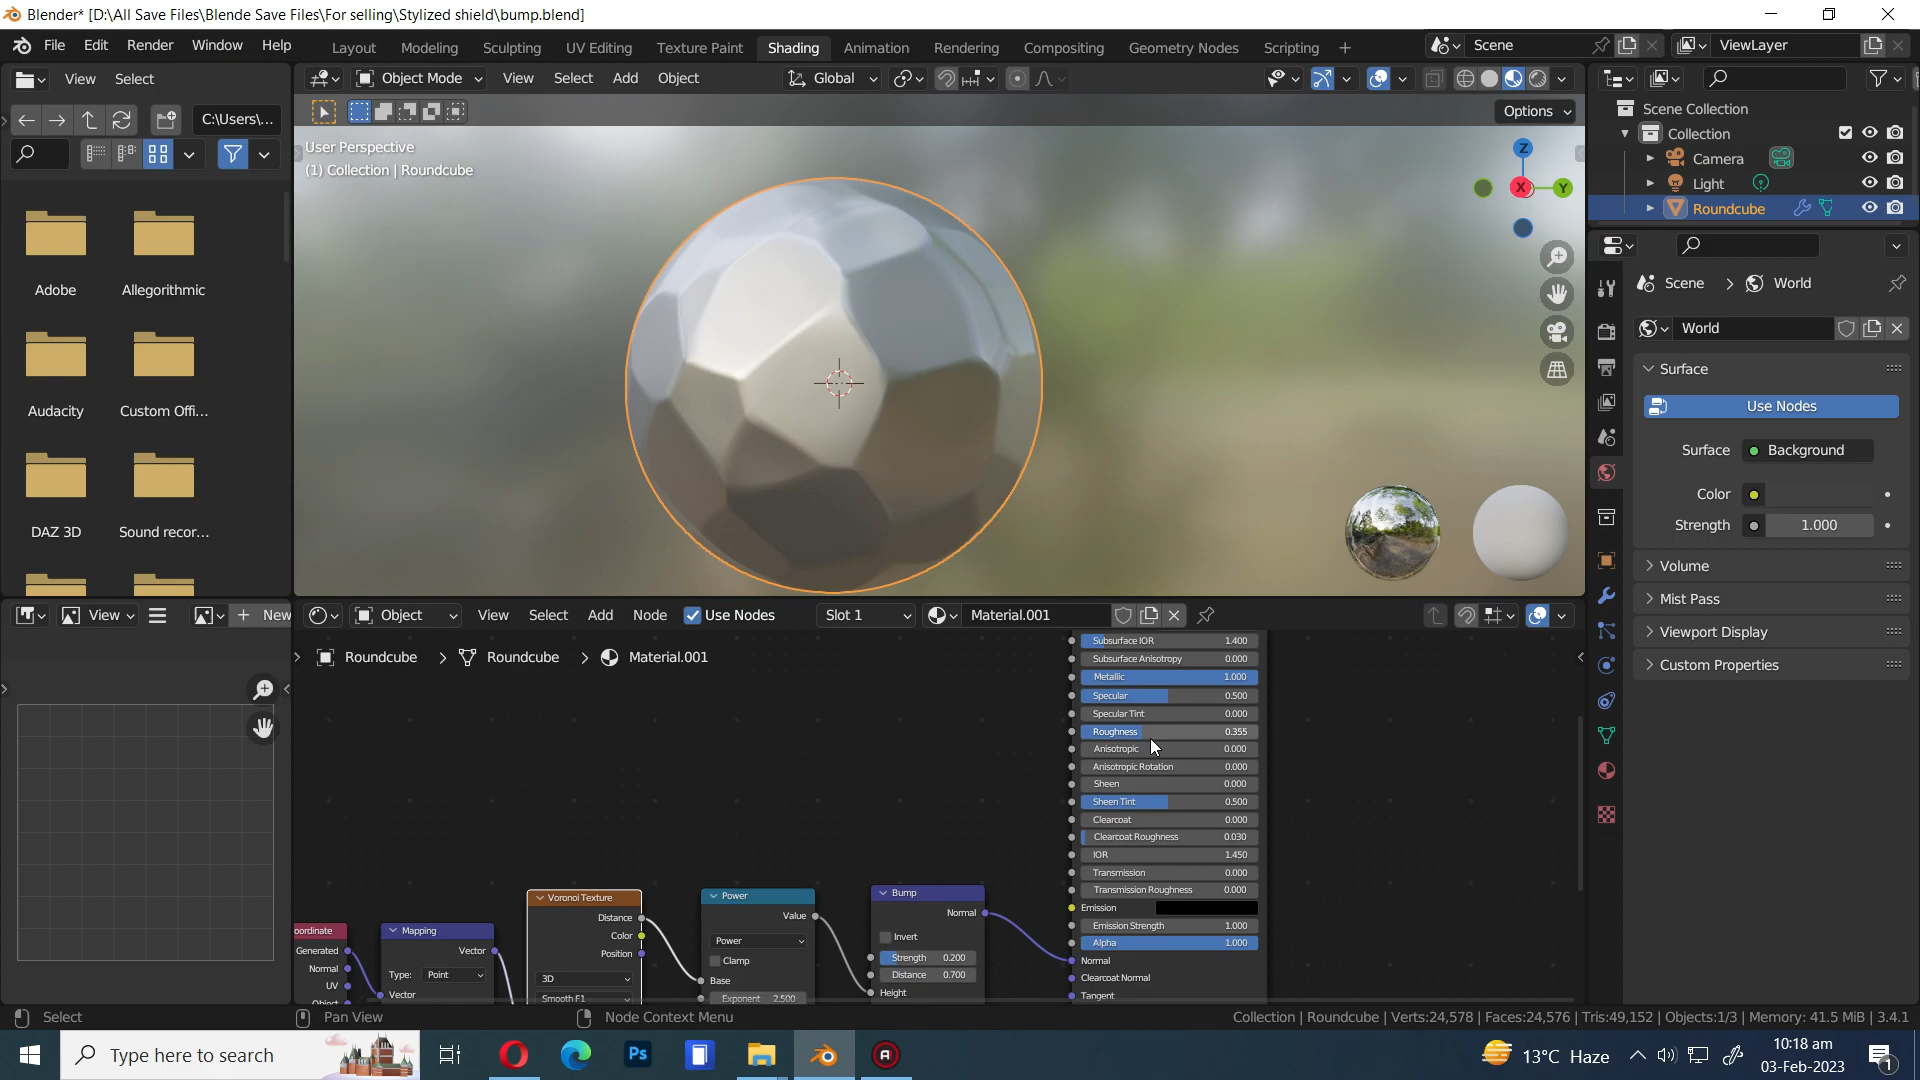 Blender* [D:\All Save Files\Blende Save Files\For selling\Stylized shield\bump.blend]
File Edit Render Window Help
Layout Modeling Sculpting UV Editing Texture Paint Shading Animation Rendering Compositing Geometry Nodes Scripting
Scene
ViewLayer
View Select
Object Mode View Select Add Object
Global
C:\Users\...
Options
User Perspective
(1) Collection | Roundcube
Z
X
Y
Scene Collection
Collection
Camera
Light
Roundcube
Adobe
Allegorithmic
Audacity
Custom Offi...
DAZ 3D
Sound recor...
Scene
World
World
Surface
Use Nodes
Surface
Background
Color
Strength
1.000
Volume
Mist Pass
Viewport Display
Custom Properties
View
New
Object
View Select Add Node
Use Nodes
Slot 1
Material.001
Roundcube
Roundcube
Material.001
oordinate
Generated
Normal
UV
Object
Mapping
Vector
Type: Point
Vector
Voronoi Texture
Distance
Color
Position
3D
Smooth F1
Power
Value
Power
Clamp
Base
Exponent 2.500
Bump
Normal
Invert
Strength 0.200
Distance 0.700
Height
Subsurface IOR 1.400
Subsurface Anisotropy 0.000
Metallic 1.000
Specular 0.500
Specular Tint 0.000
Roughness 0.355
Anisotropic 0.000
Anisotropic Rotation 0.000
Sheen 0.000
Sheen Tint 0.500
Clearcoat 0.000
Clearcoat Roughness 0.030
IOR 1.450
Transmission 0.000
Transmission Roughness 0.000
Emission
Emission Strength 1.000
Alpha 1.000
Normal
Clearcoat Normal
Tangent
Select
Pan View
Node Context Menu
Collection | Roundcube | Verts:24,578 | Faces:24,576 | Tris:49,152 | Objects:1/3 | Memory: 41.5 MiB | 3.4.1
Type here to search
Ps
13°C Haze
10:18 am
03-Feb-2023
1